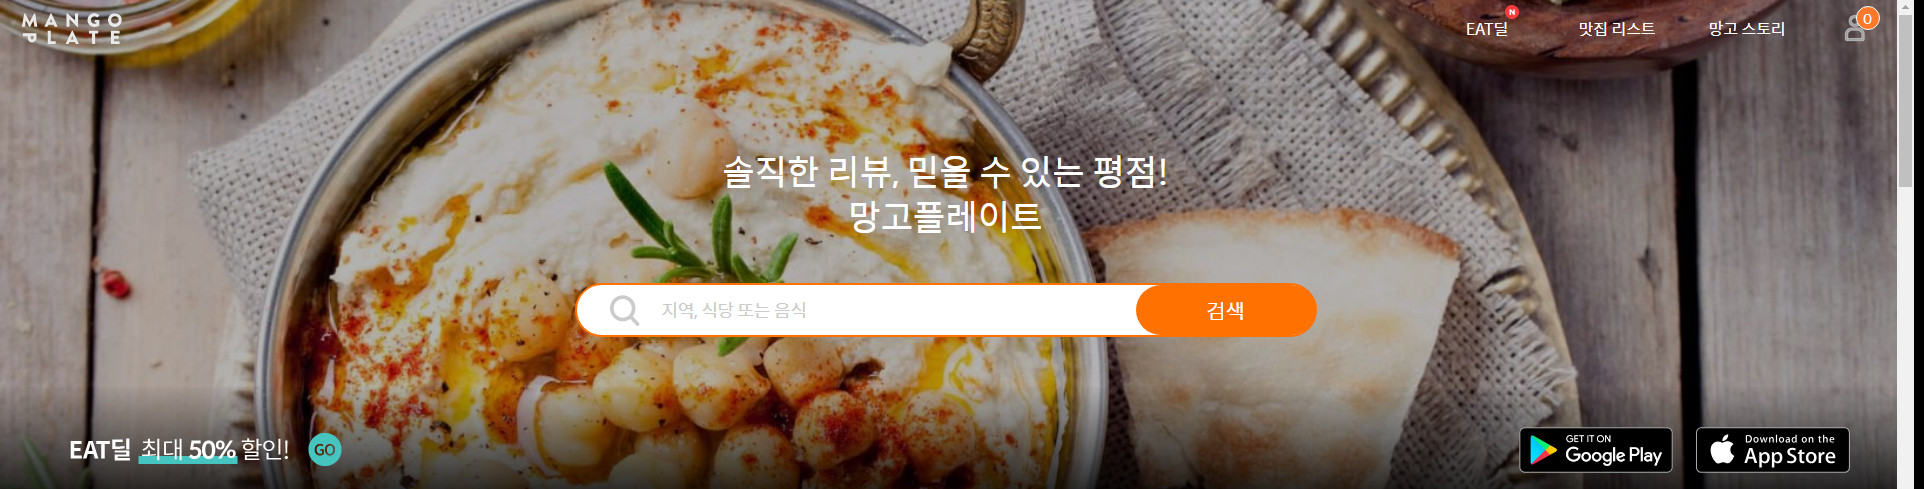 MANGO
PLATE
EAT딜
N
맛집 리스트
망고 스토리
0
솔직한 리뷰, 믿을 수 있는 평점!
망고플레이트
지역, 식당 또는 음식
검색
EAT딜 최대 50% 할인!
GO
GET IT ON
Google Play
Download on the
App Store